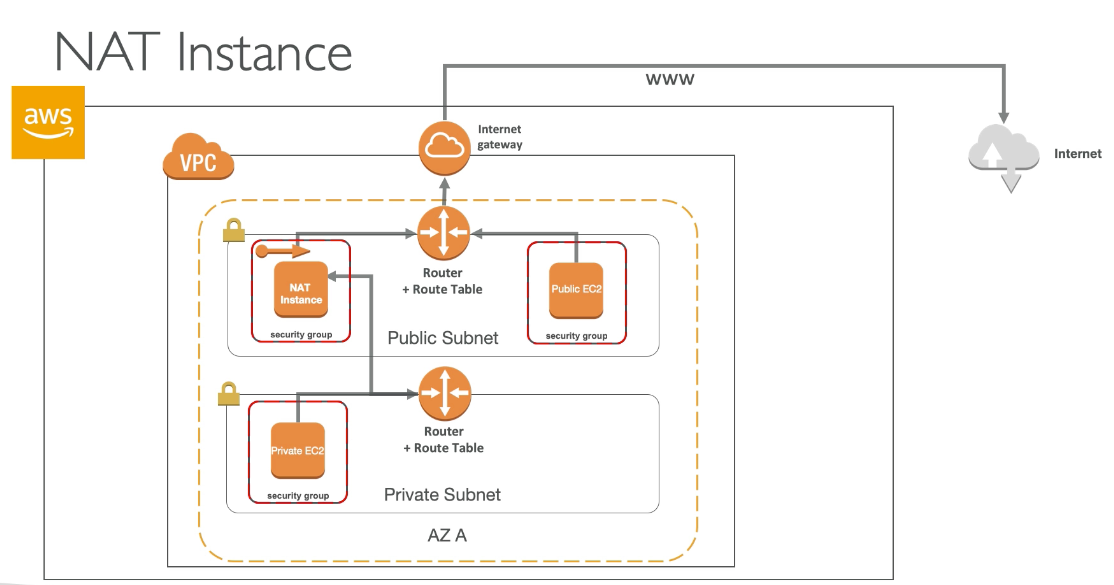 NAT Instance
WWW
aws
Internet
gateway
Internet
VPC
NAT
Instance
security group
Router
+ Route Table
Public EC2
security group
Public Subnet
Router
+ Route Table
Private EC2
security group
Private Subnet
AZ A